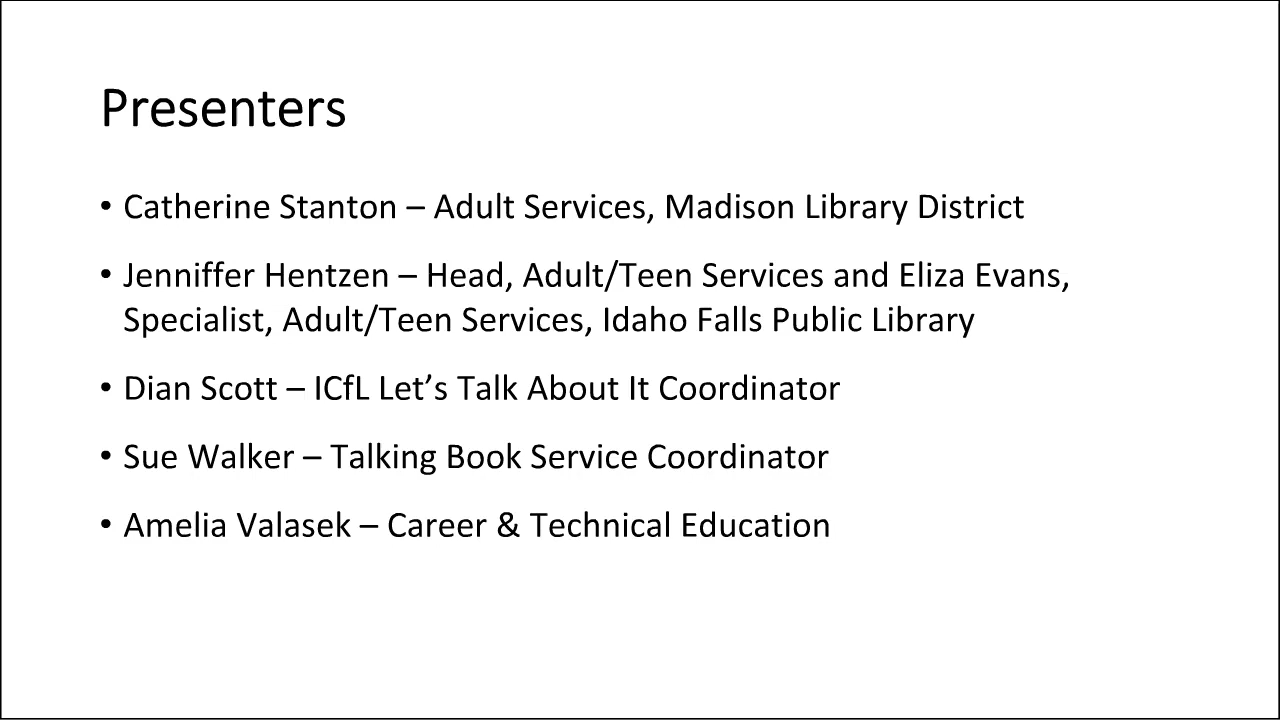 Presenters
• Catherine Stanton – Adult Services, Madison Library District
• Jenniffer Hentzen – Head, Adult/Teen Services and Eliza Evans,
Specialist, Adult/Teen Services, Idaho Falls Public Library
• Dian Scott – ICfL Let’s Talk About It Coordinator
• Sue Walker – Talking Book Service Coordinator
• Amelia Valasek – Career & Technical Education